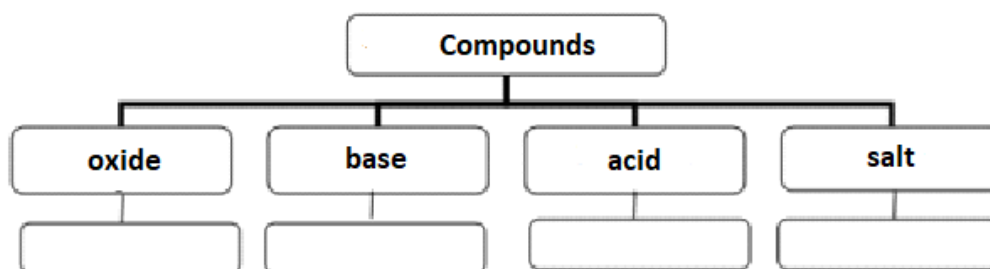 Compounds
oxide
base
acid
salt